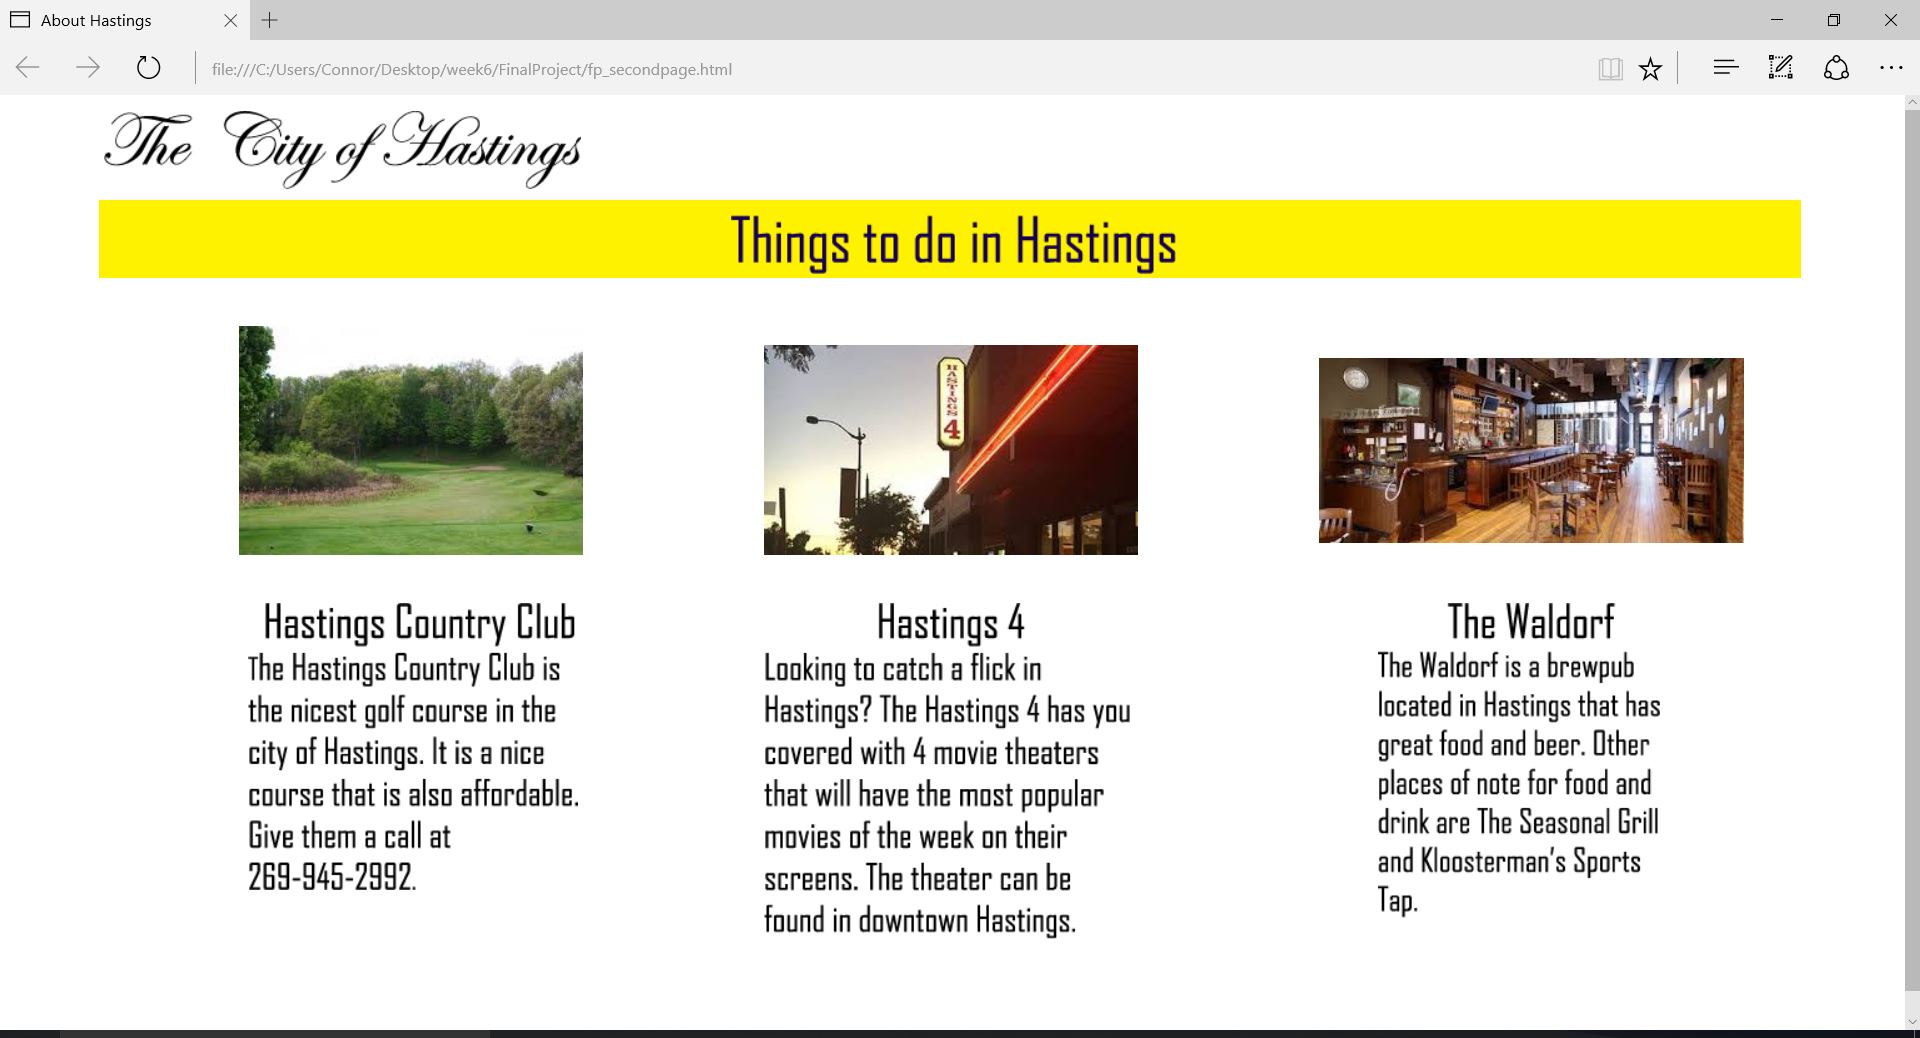 About Hastings
file:///C:/Users/Connor/Desktop/week6/FinalProject/fp_secondpage.html
The City of Hastings
Things to do in Hastings
HASTINGS
4
Hastings Country Club
The Hastings Country Club is
the nicest golf course in the
city of Hastings. It is a nice
course that is also affordable.
Give them a call at
269-945-2992.
Hastings 4
Looking to catch a flick in
Hastings? The Hastings 4 has you
covered with 4 movie theaters
that will have the most popular
movies of the week on their
screens. The theater can be
found in downtown Hastings.
The Waldorf
The Waldorf is a brewpub
located in Hastings that has
great food and beer. Other
places of note for food and
drink are The Seasonal Grill
and Kloosterman's Sports
Tap.